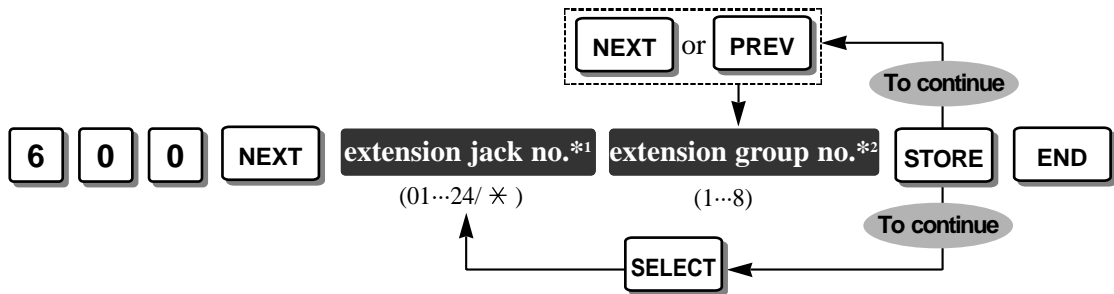 NEXT or PREV
To continue
6 0 0 NEXT extension jack no.*1 extension group no.*2 STORE END
(01···24/ ✳ ) (1···8)
To continue
SELECT